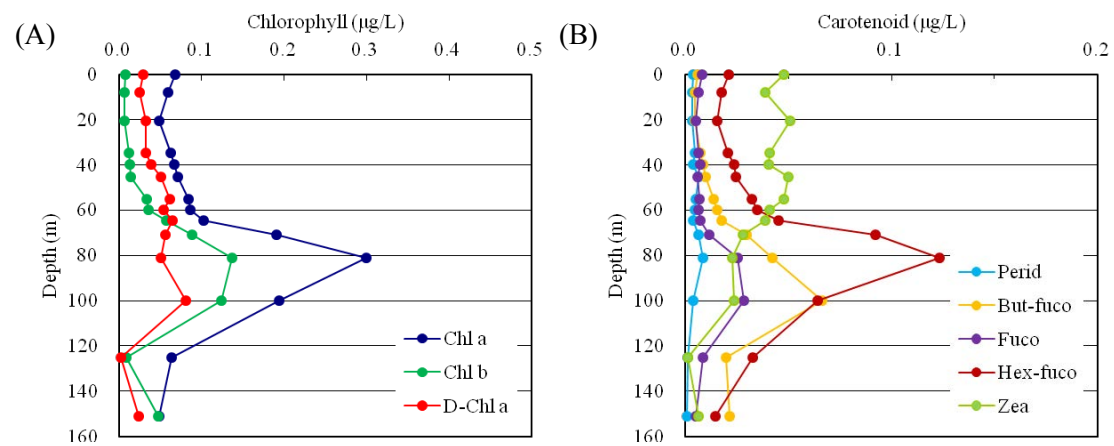 (A)
Chlorophyll (μg/L)
0.0 0.1 0.2 0.3 0.4 0.5
0
20
40
60
80
100
120
140
160
Depth (m)
Chl a
Chl b
D-Chl a
(B)
Carotenoid (μg/L)
0.0 0.1 0.2
0
20
40
60
80
100
120
140
160
Depth (m)
Perid
But-fuco
Fuco
Hex-fuco
Zea